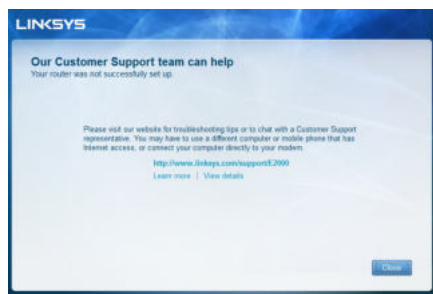 LINKSYS
Our Customer Support team can help
Your router was not successfully set up.
Please visit our website for troubleshooting tips or to chat with a Customer Support
representative. You may have to use a different computer or mobile phone that has
Internet access, or connect your computer directly to your modem.
http://www.linksys.com/support/E2000
Learn more | View details
Close